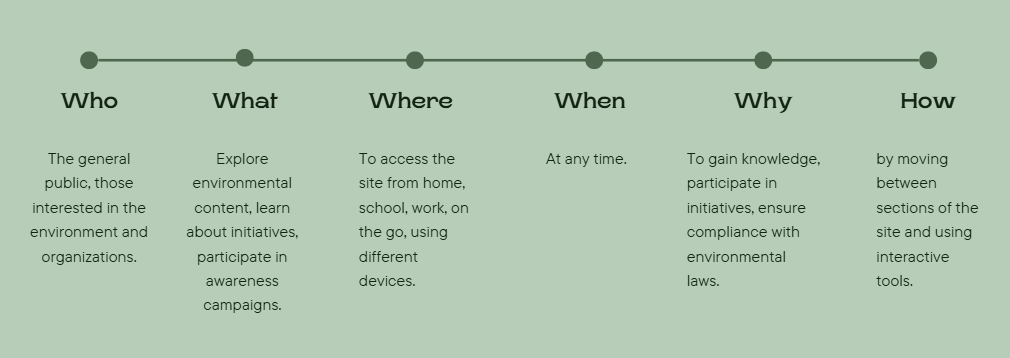 Who
The general
public, those
interested in the
environment and
organizations.
What
Explore
environmental
content, learn
about initiatives,
participate in
awareness
campaigns.
Where
To access the
site from home,
school, work, on
the go, using
different
devices.
When
At any time.
Why
To gain knowledge,
participate in
initiatives, ensure
compliance with
environmental
laws.
How
by moving
between
sections of the
site and using
interactive
tools.